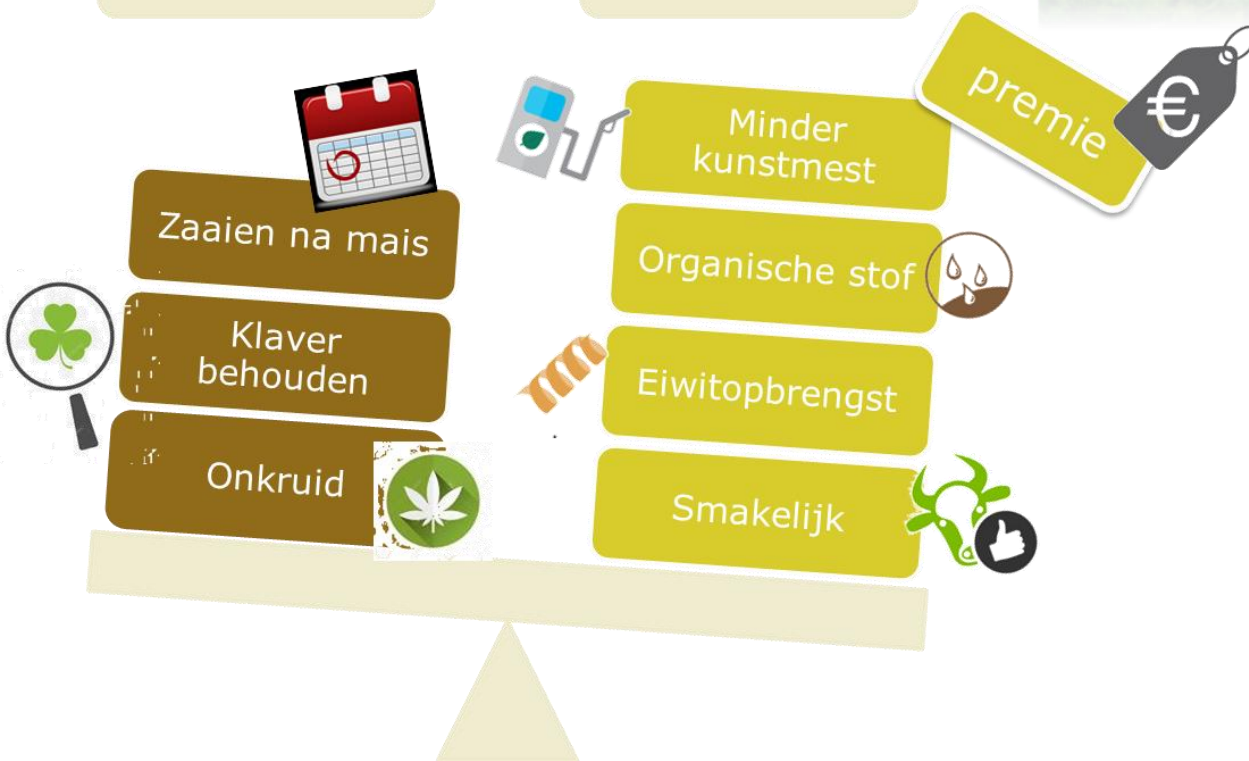 Zaaien na mais
Klaver
behouden
Onkruid
Minder
kunstmest
Organische stof
Eiwitopbrengst
Smakelijk
premie
€